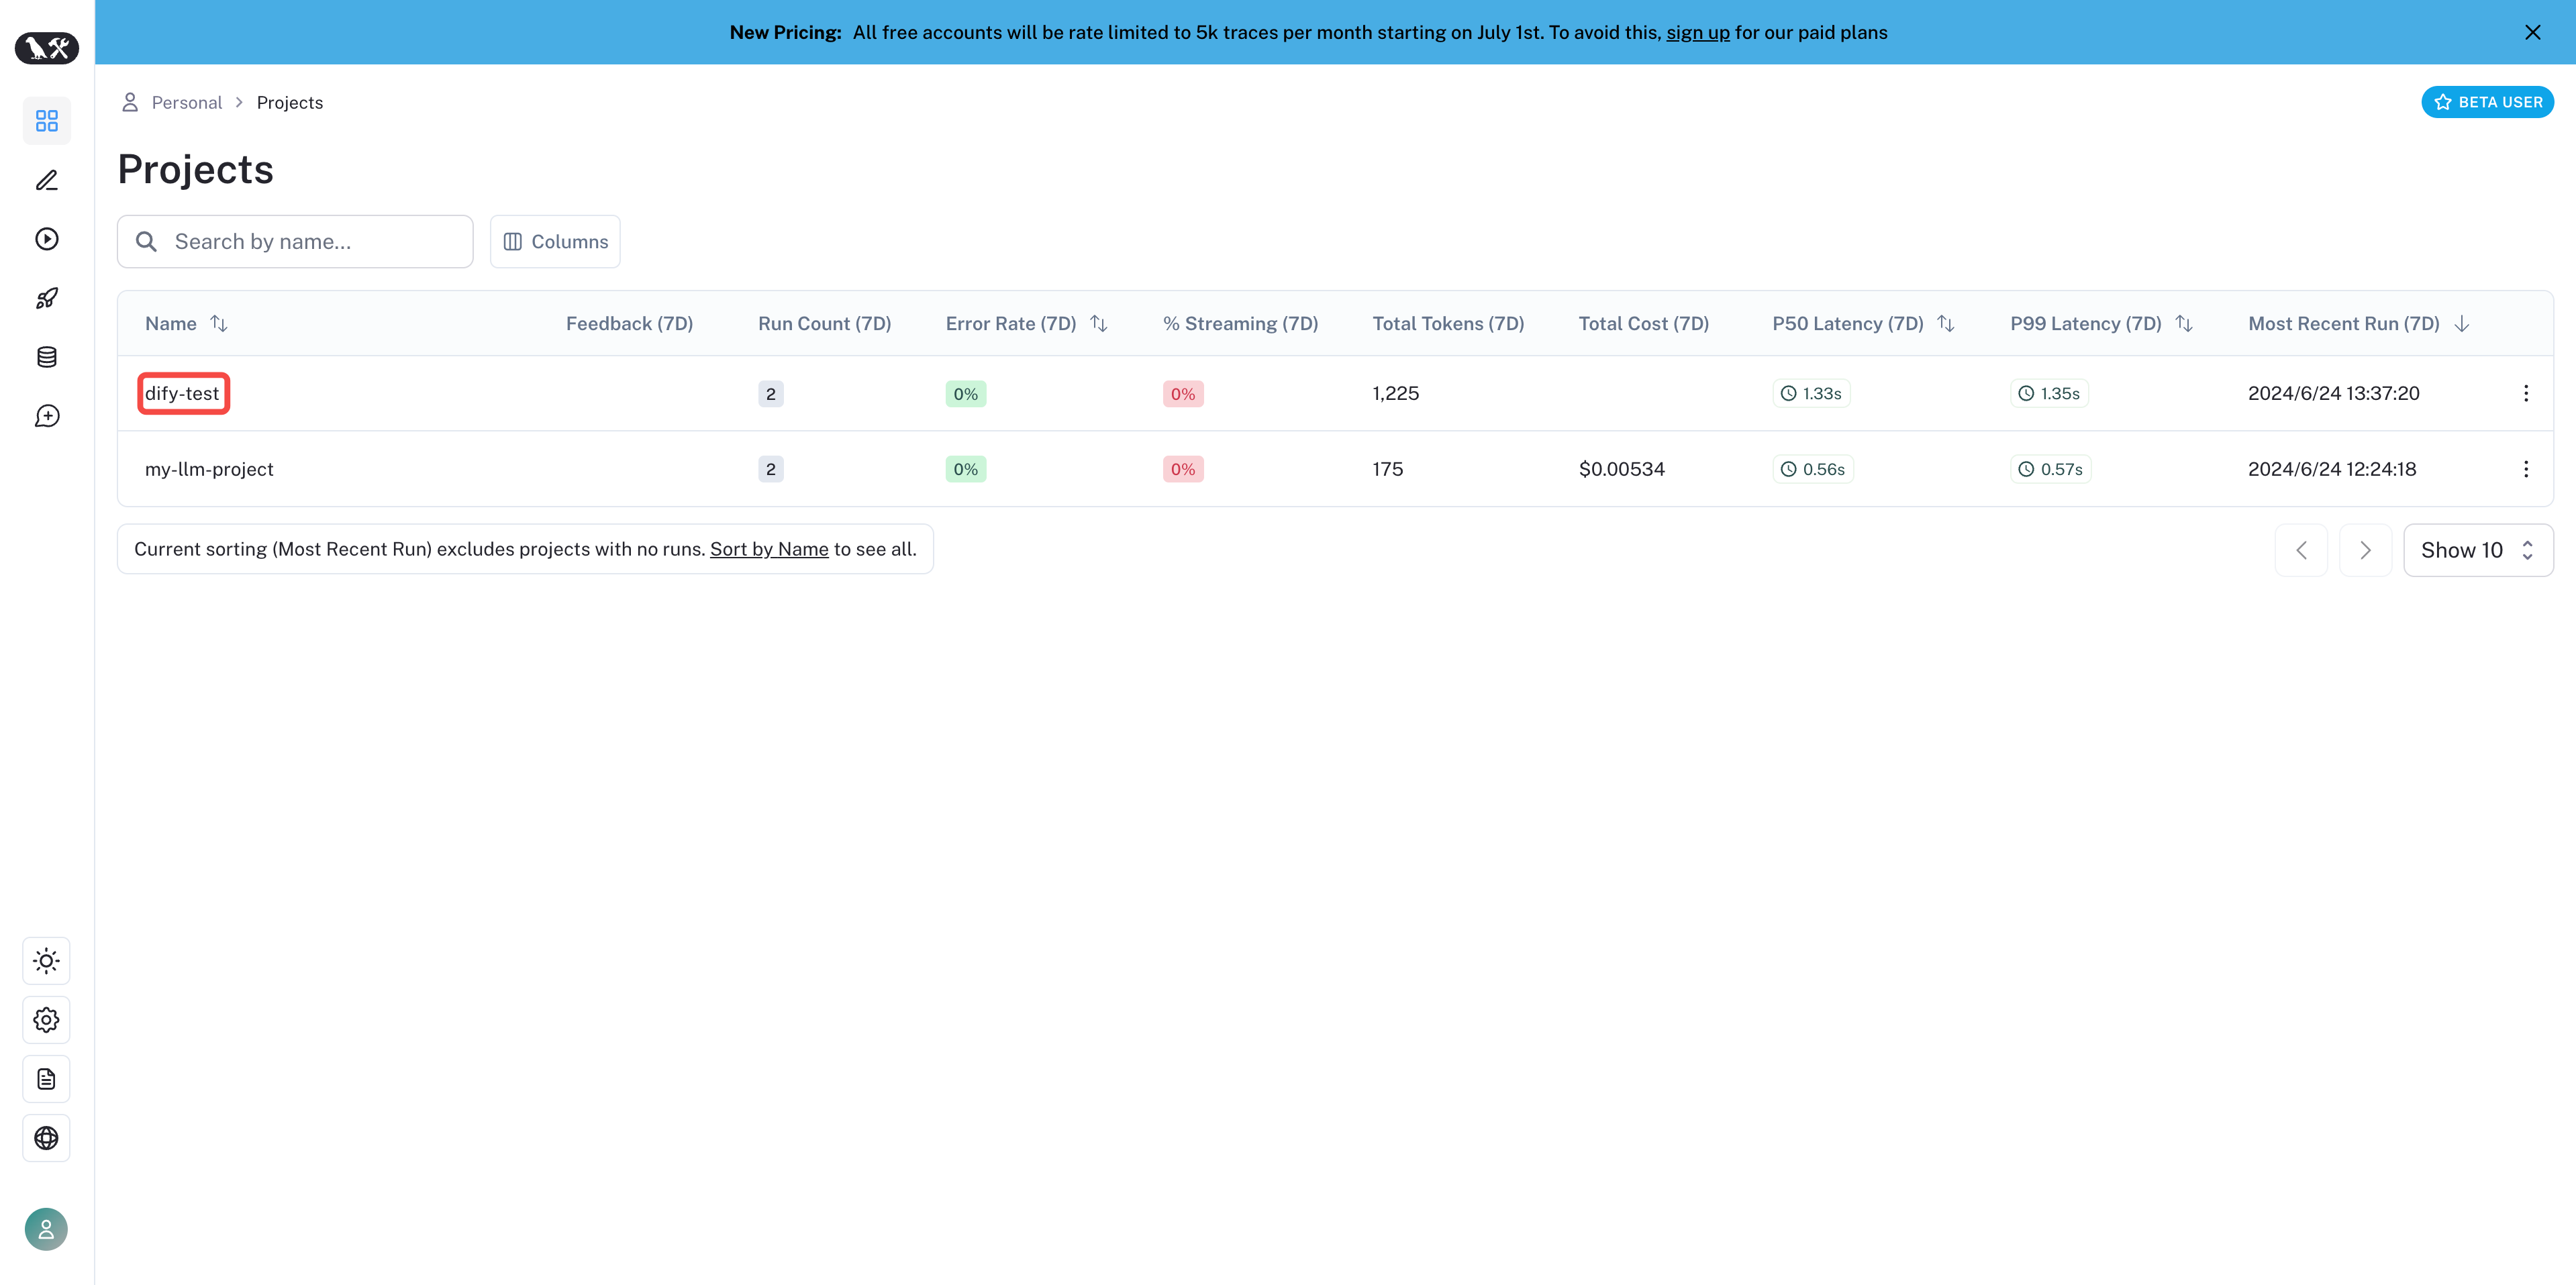 New Pricing: All free accounts will be rate limited to 5k traces per month starting on July 1st. To avoid this, sign up for our paid plans
Personal > Projects
BETA USER
Projects
Search by name...
Columns
Name Feedback (7D) Run Count (7D) Error Rate (7D) % Streaming (7D) Total Tokens (7D) Total Cost (7D) P50 Latency (7D) P99 Latency (7D) Most Recent Run (7D)
dify-test 2 0% 0% 1,225 1.33s 1.35s 2024/6/24 13:37:20
my-llm-project 2 0% 0% 175 $0.00534 0.56s 0.57s 2024/6/24 12:24:18
Current sorting (Most Recent Run) excludes projects with no runs. Sort by Name to see all.
Show 10